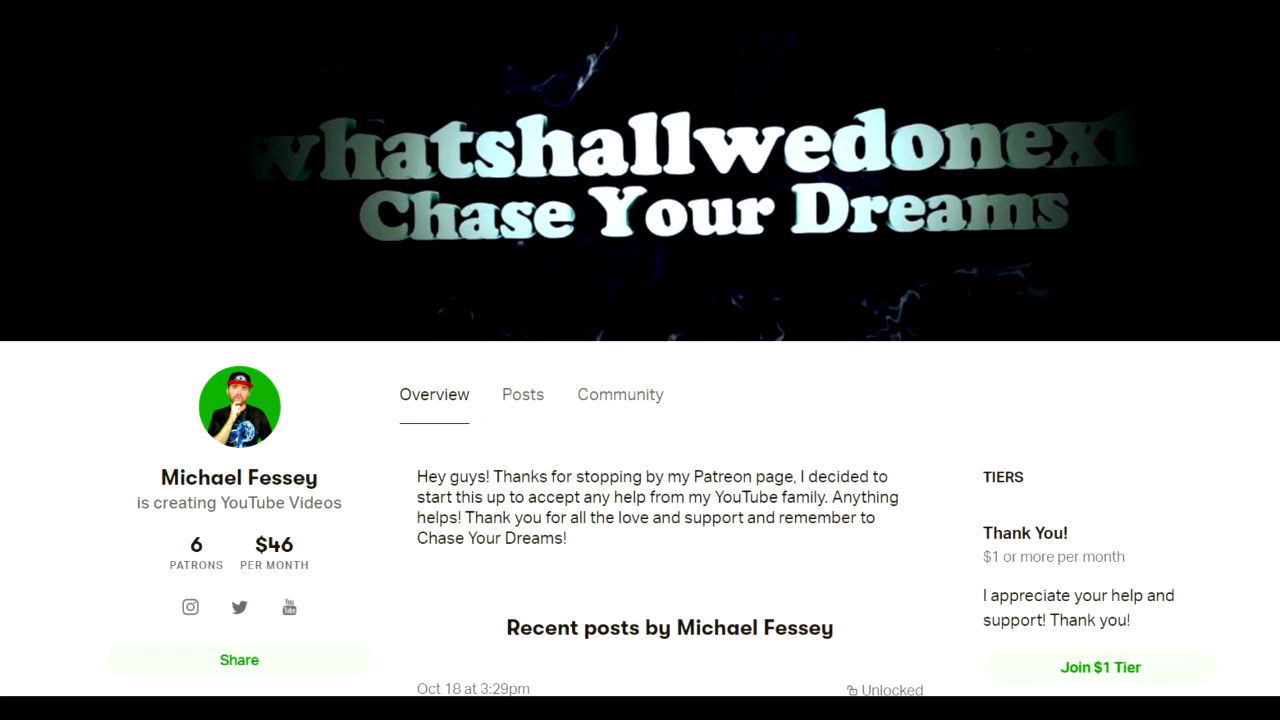 whatshallwedonext
Chase Your Dreams
Overview Posts Community
Michael Fessey
is creating YouTube Videos
6 $46
PATRONS PER MONTH
You
Tube
Share
Hey guys! Thanks for stopping by my Patreon page, I decided to
start this up to accept any help from my YouTube family. Anything
helps! Thank you for all the love and support and remember to
Chase Your Dreams!
Recent posts by Michael Fessey
Oct 18 at 3:29pm Unlocked
TIERS
Thank You!
$1 or more per month
I appreciate your help and
support! Thank you!
Join $1 Tier